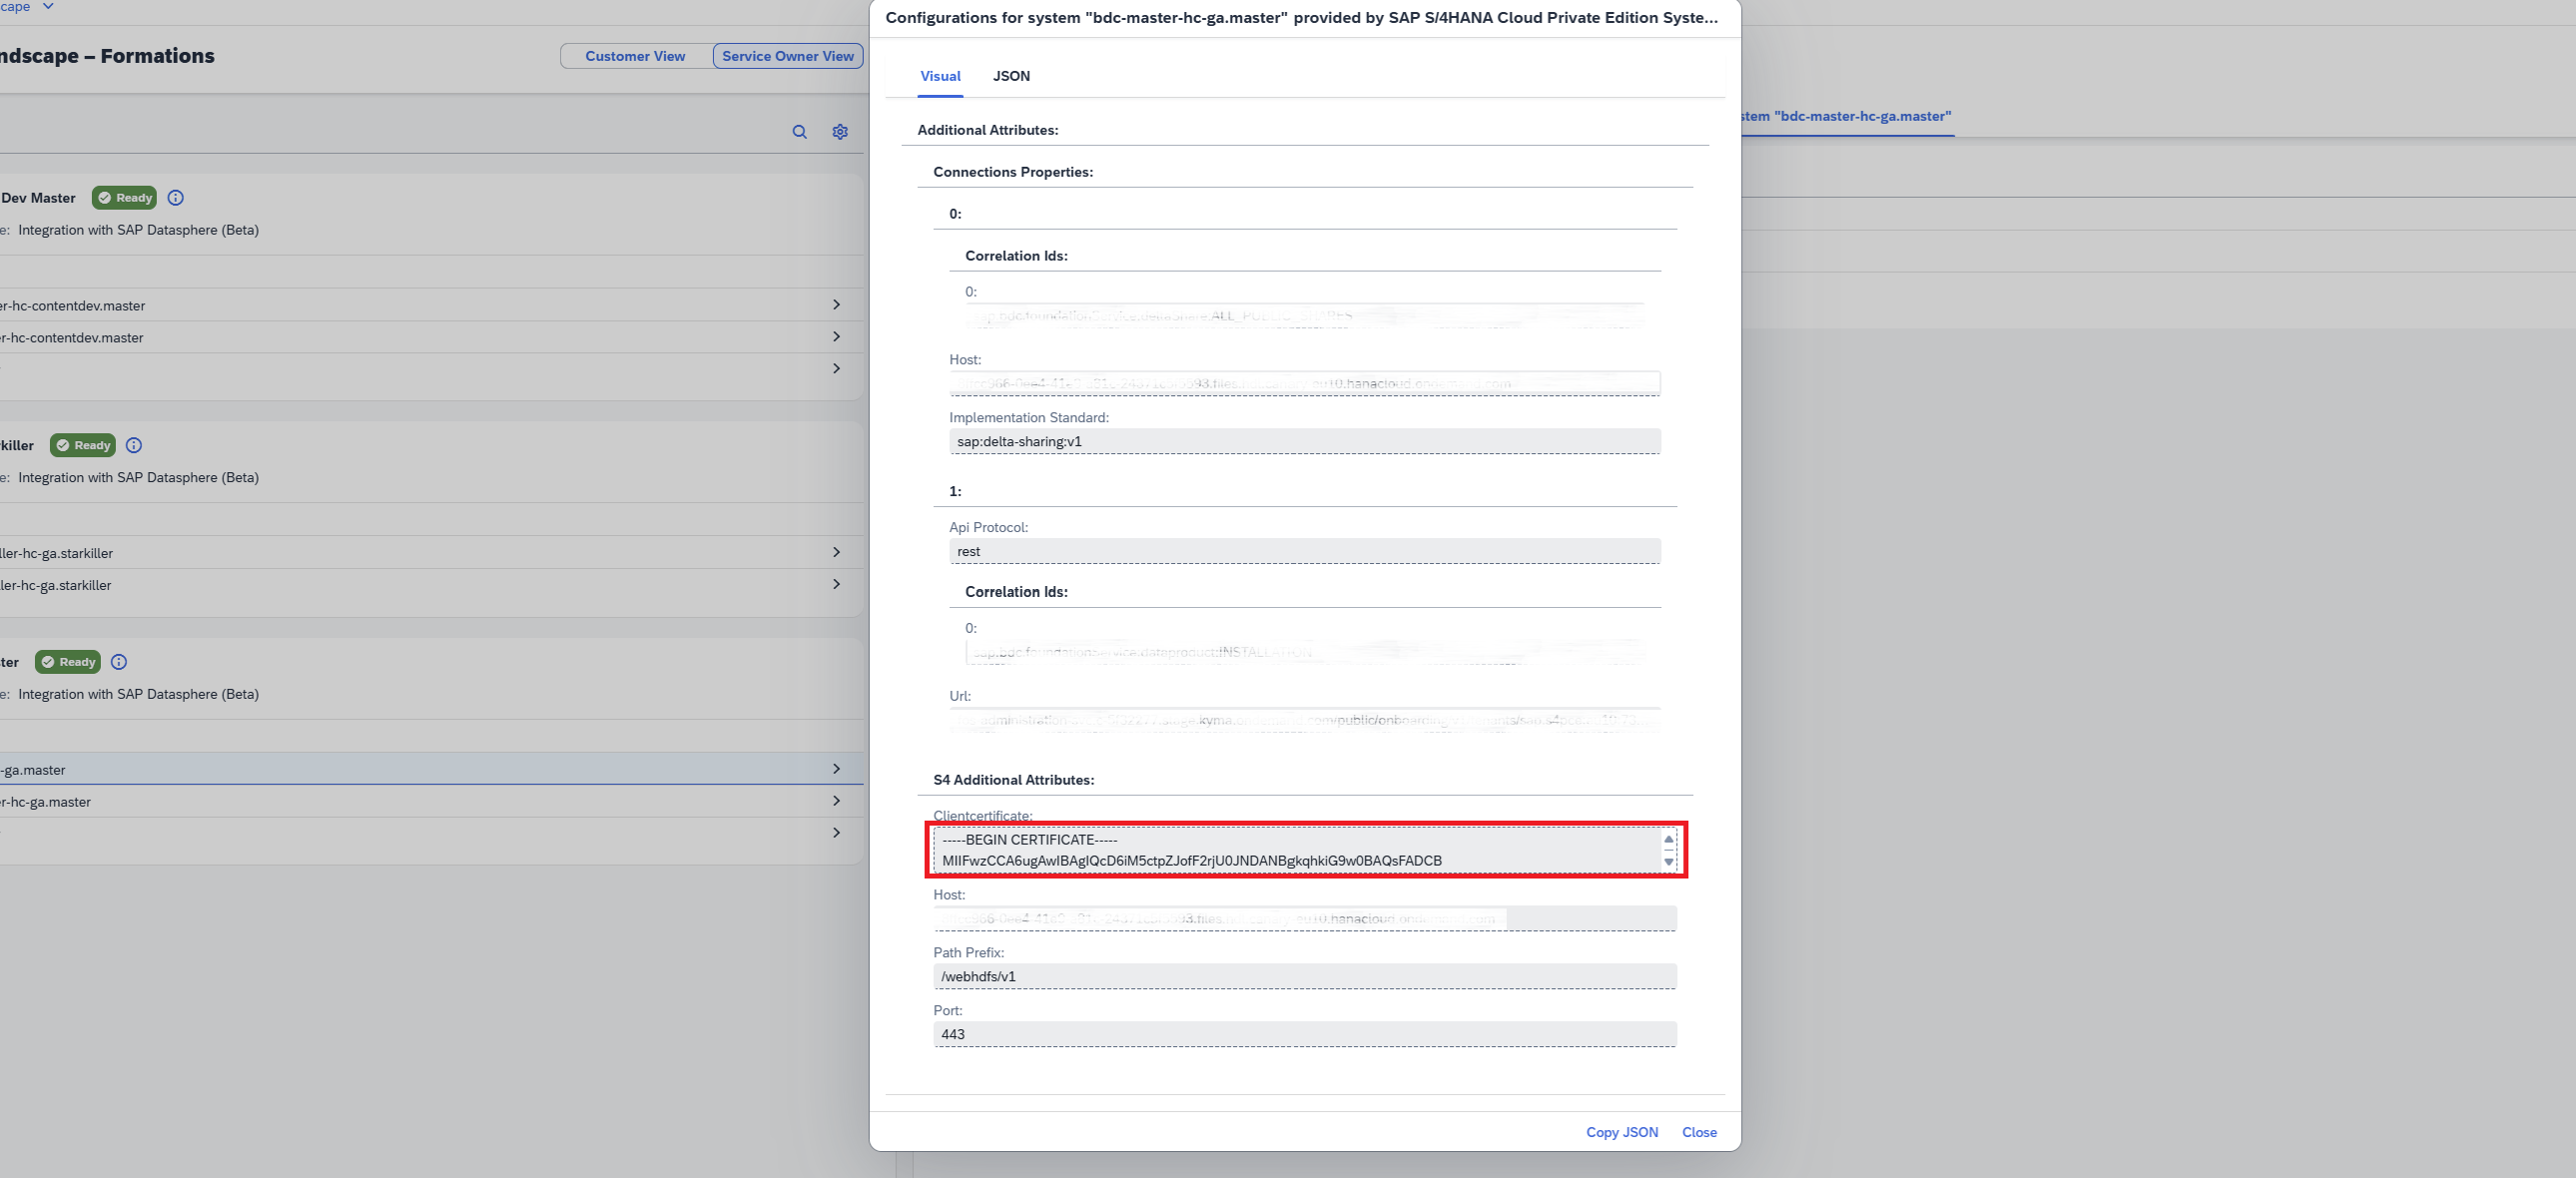 cape
ndscape – Formations
Customer View
Service Owner View
Dev Master
Ready
e: Integration with SAP Datasphere (Beta)
er-hc-contentdev.master
r-hc-contentdev.master
killer
Ready
e: Integration with SAP Datasphere (Beta)
ller-hc-ga.starkiller
ler-hc-ga.starkiller
ter
Ready
e: Integration with SAP Datasphere (Beta)
-ga.master
r-hc-ga.master
Configurations for system "bdc-master-hc-ga.master" provided by SAP S/4HANA Cloud Private Edition Syste...
Visual
JSON
stem "bdc-master-hc-ga.master"
Additional Attributes:
Connections Properties:
0:
Correlation Ids:
0:
ALL_PUBLIC_SHARES
Host:
Implementation Standard:
sap:delta-sharing:v1
1:
Api Protocol:
rest
Correlation Ids:
0:
Url:
S4 Additional Attributes:
Clientcertificate:
-----BEGIN CERTIFICATE-----
MIIFwzCCA6ugAwIBAgIQcD6iM5ctpZJofF2rjU0JNDANBgkqhkiG9w0BAQsFADCB
Host:
Path Prefix:
/webhdfs/v1
Port:
443
Copy JSON
Close